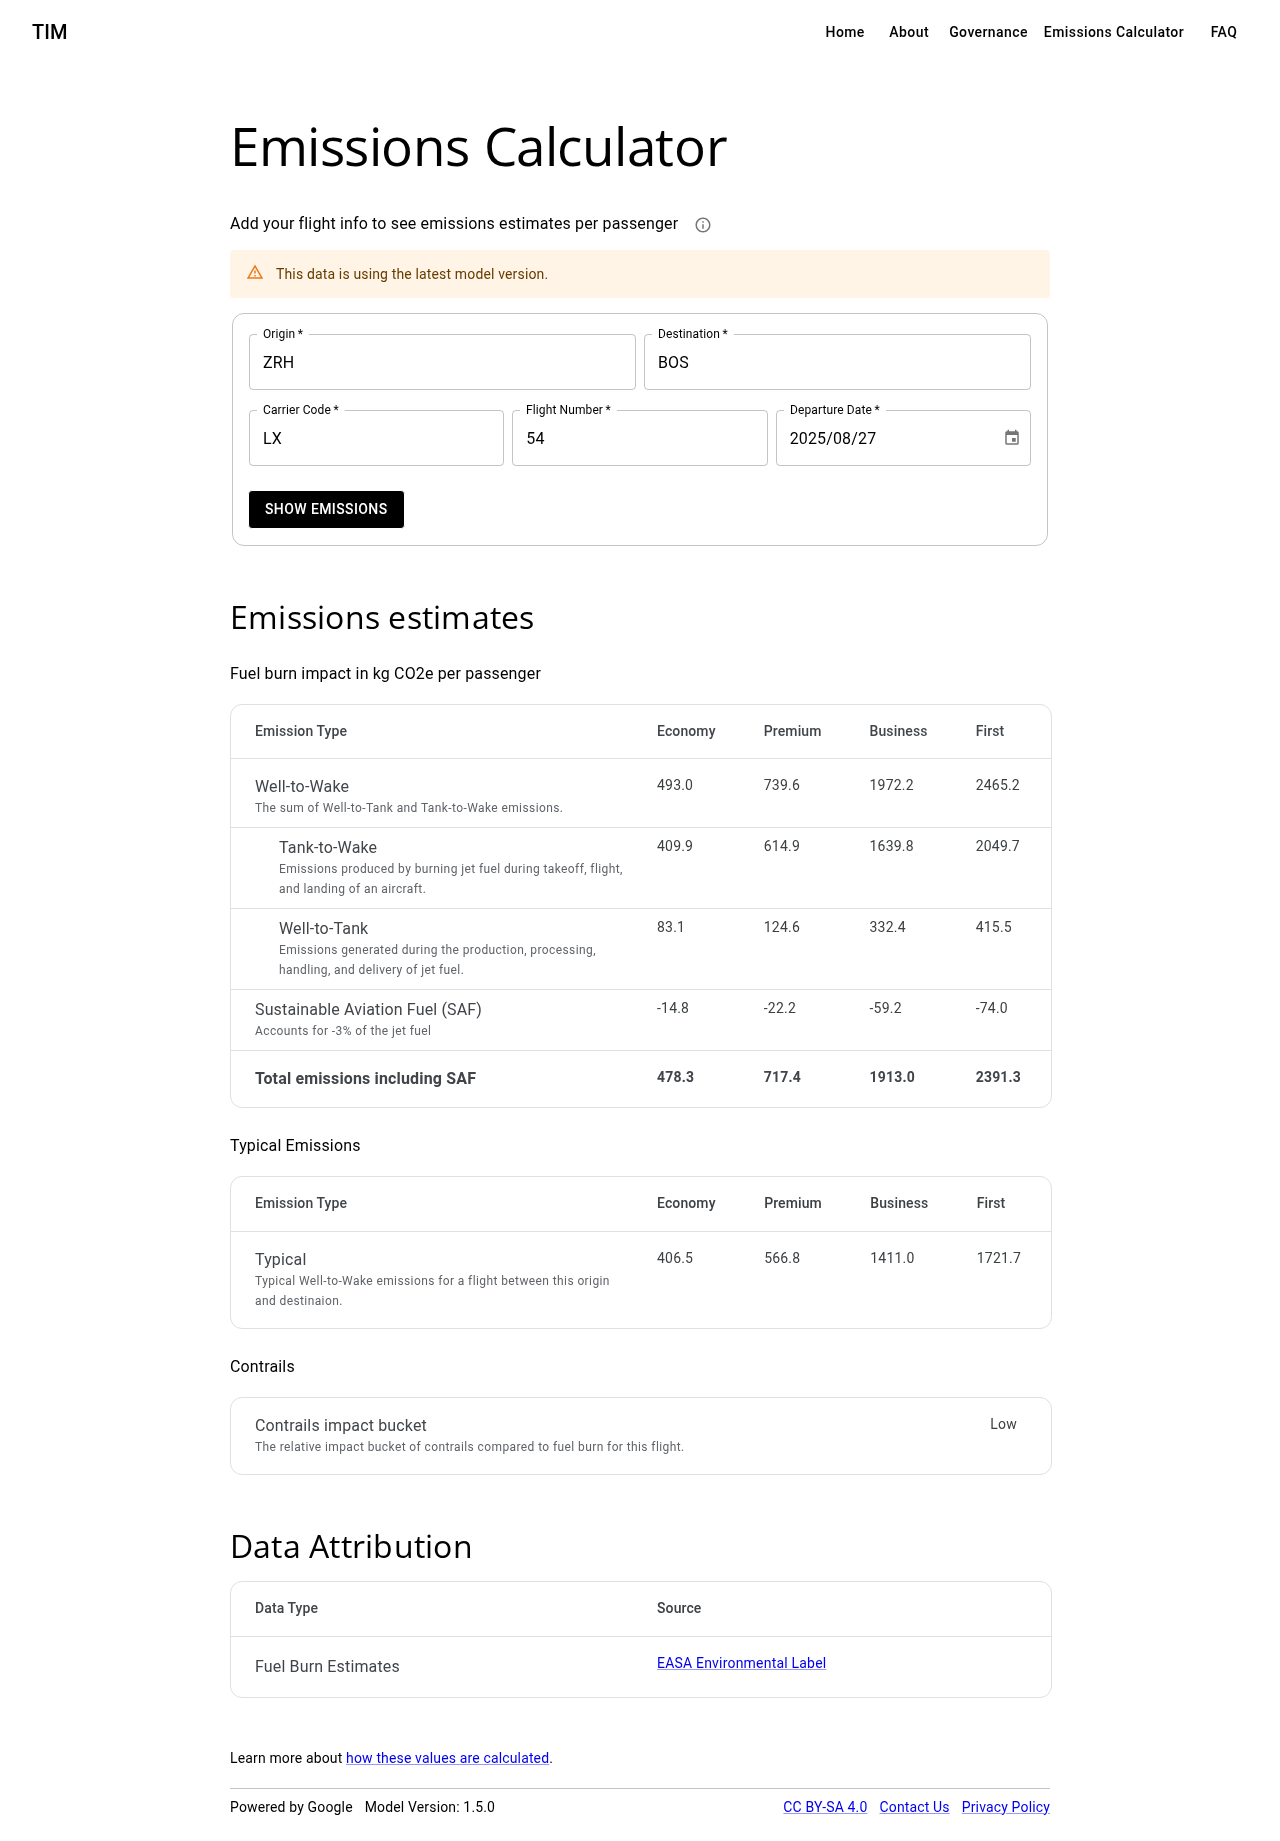 TIM Home About Governance Emissions Calculator FAQ
Emissions Calculator
Add your flight info to see emissions estimates per passenger
This data is using the latest model version.
Origin * Destination *
ZRH BOS
Carrier Code * Flight Number * Departure Date *
LX 54 2025/08/27
SHOW EMISSIONS
Emissions estimates
Fuel burn impact in kg CO2e per passenger
Emission Type Economy Premium Business First
Well-to-Wake 493.0 739.6 1972.2 2465.2
The sum of Well-to-Tank and Tank-to-Wake emissions.
Tank-to-Wake 409.9 614.9 1639.8 2049.7
Emissions produced by burning jet fuel during takeoff, flight,
and landing of an aircraft.
Well-to-Tank 83.1 124.6 332.4 415.5
Emissions generated during the production, processing,
handling, and delivery of jet fuel.
Sustainable Aviation Fuel (SAF) -14.8 -22.2 -59.2 -74.0
Accounts for -3% of the jet fuel
Total emissions including SAF 478.3 717.4 1913.0 2391.3
Typical Emissions
Emission Type Economy Premium Business First
Typical 406.5 566.8 1411.0 1721.7
Typical Well-to-Wake emissions for a flight between this origin
and destinaion.
Contrails
Contrails impact bucket Low
The relative impact bucket of contrails compared to fuel burn for this flight.
Data Attribution
Data Type Source
Fuel Burn Estimates EASA Environmental Label
Learn more about how these values are calculated.
Powered by Google Model Version: 1.5.0 CC BY-SA 4.0 Contact Us Privacy Policy